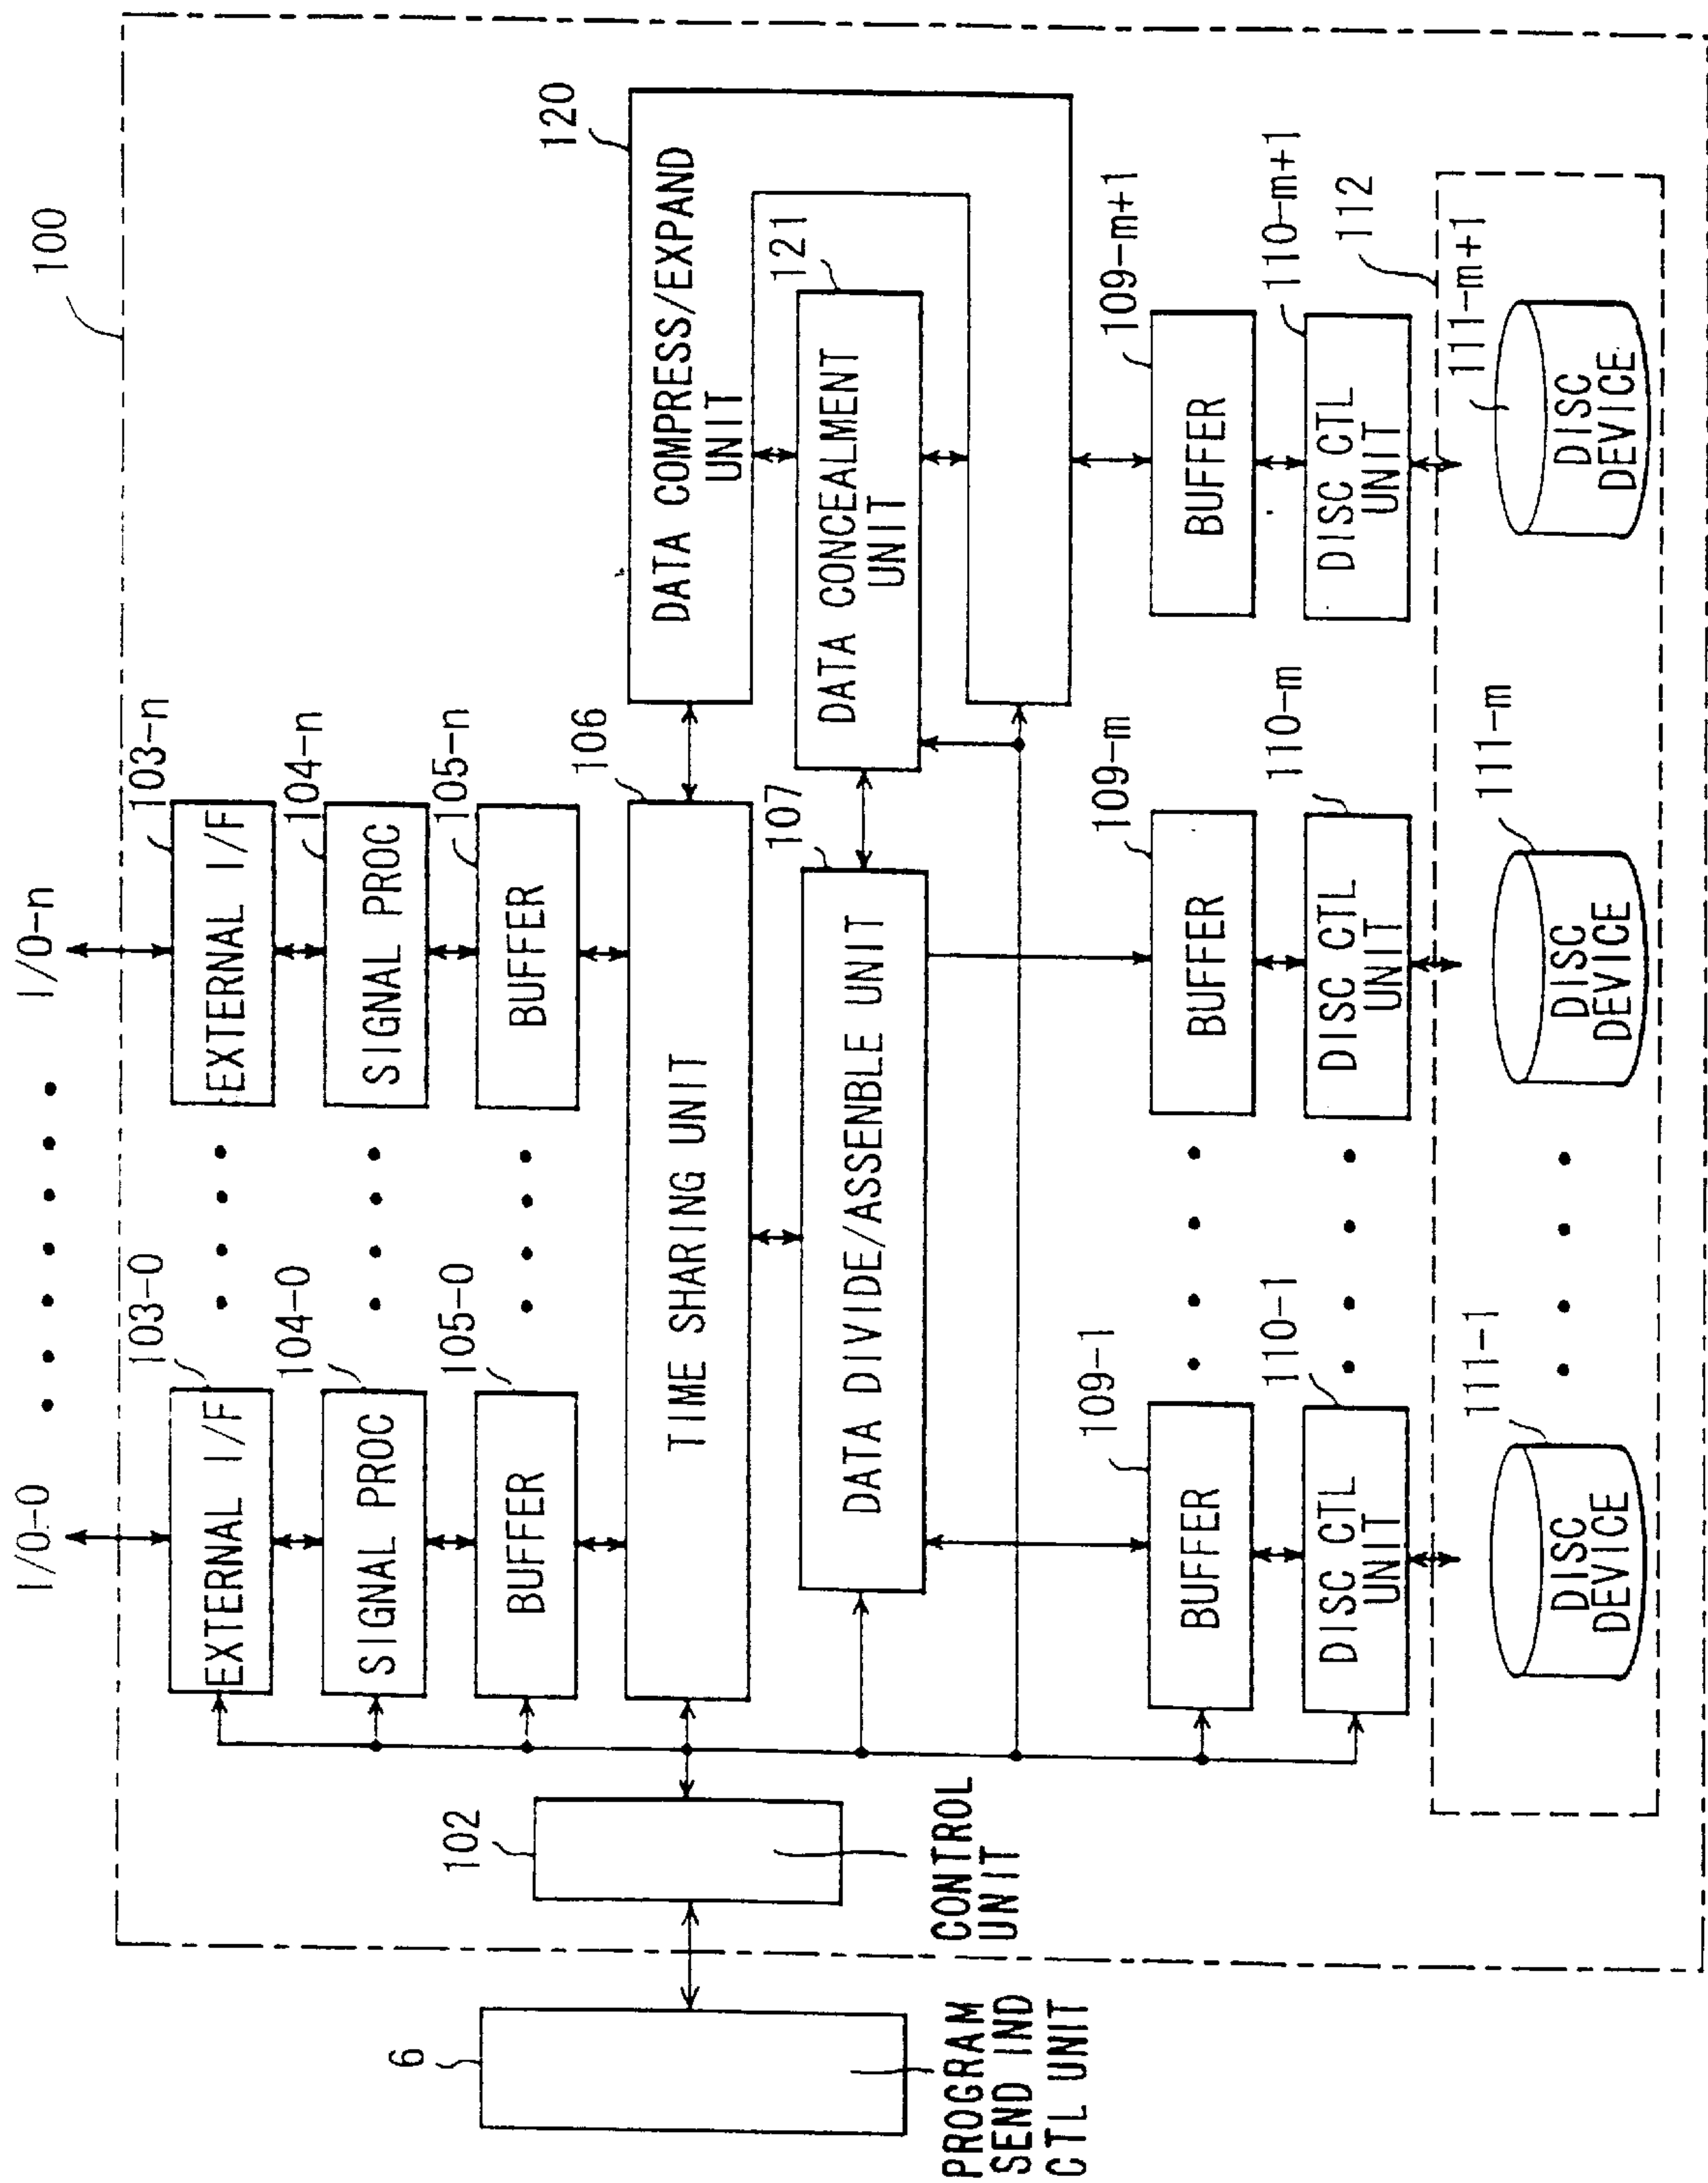 100
I/O-0
I/O-n
103-0
EXTERNAL I/F
103-n
EXTERNAL I/F
104-0
SIGNAL PROC
104-n
SIGNAL PROC
105-0
BUFFER
105-n
BUFFER
106
TIME SHARING UNIT
120
DATA COMPRESS/EXPAND
UNIT
6
PROGRAM
SEND IND
CTL UNIT
102
CONTROL
UNIT
107
DATA DIVIDE/ASSENBLE UNIT
121
DATA CONCEALMENT
UNIT
109-1
BUFFER
109-m
BUFFER
109-m+1
BUFFER
110-1
DISC CTL
UNIT
110-m
DISC CTL
UNIT
110-m+1
DISC CTL
UNIT
112
111-1
DISC
DEVICE
111-m
DISC
DEVICE
111-m+1
DISC
DEVICE